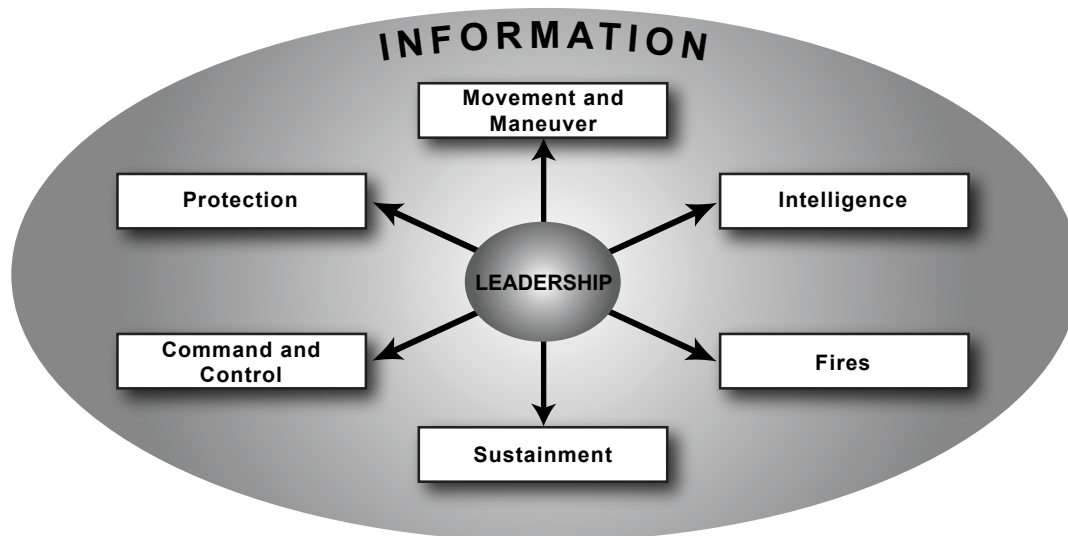 INFORMATION
Movement and
Maneuver
Protection
Intelligence
LEADERSHIP
Command and
Control
Fires
Sustainment